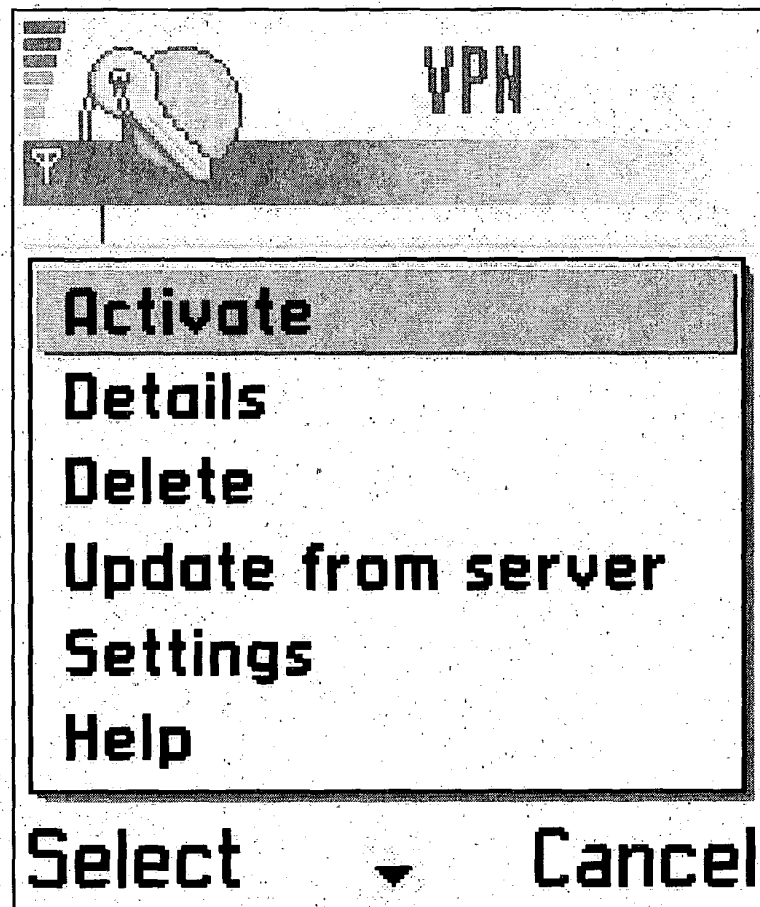 VPN
Activate
Details
Delete
Update from server
Settings
Help
Select Cancel